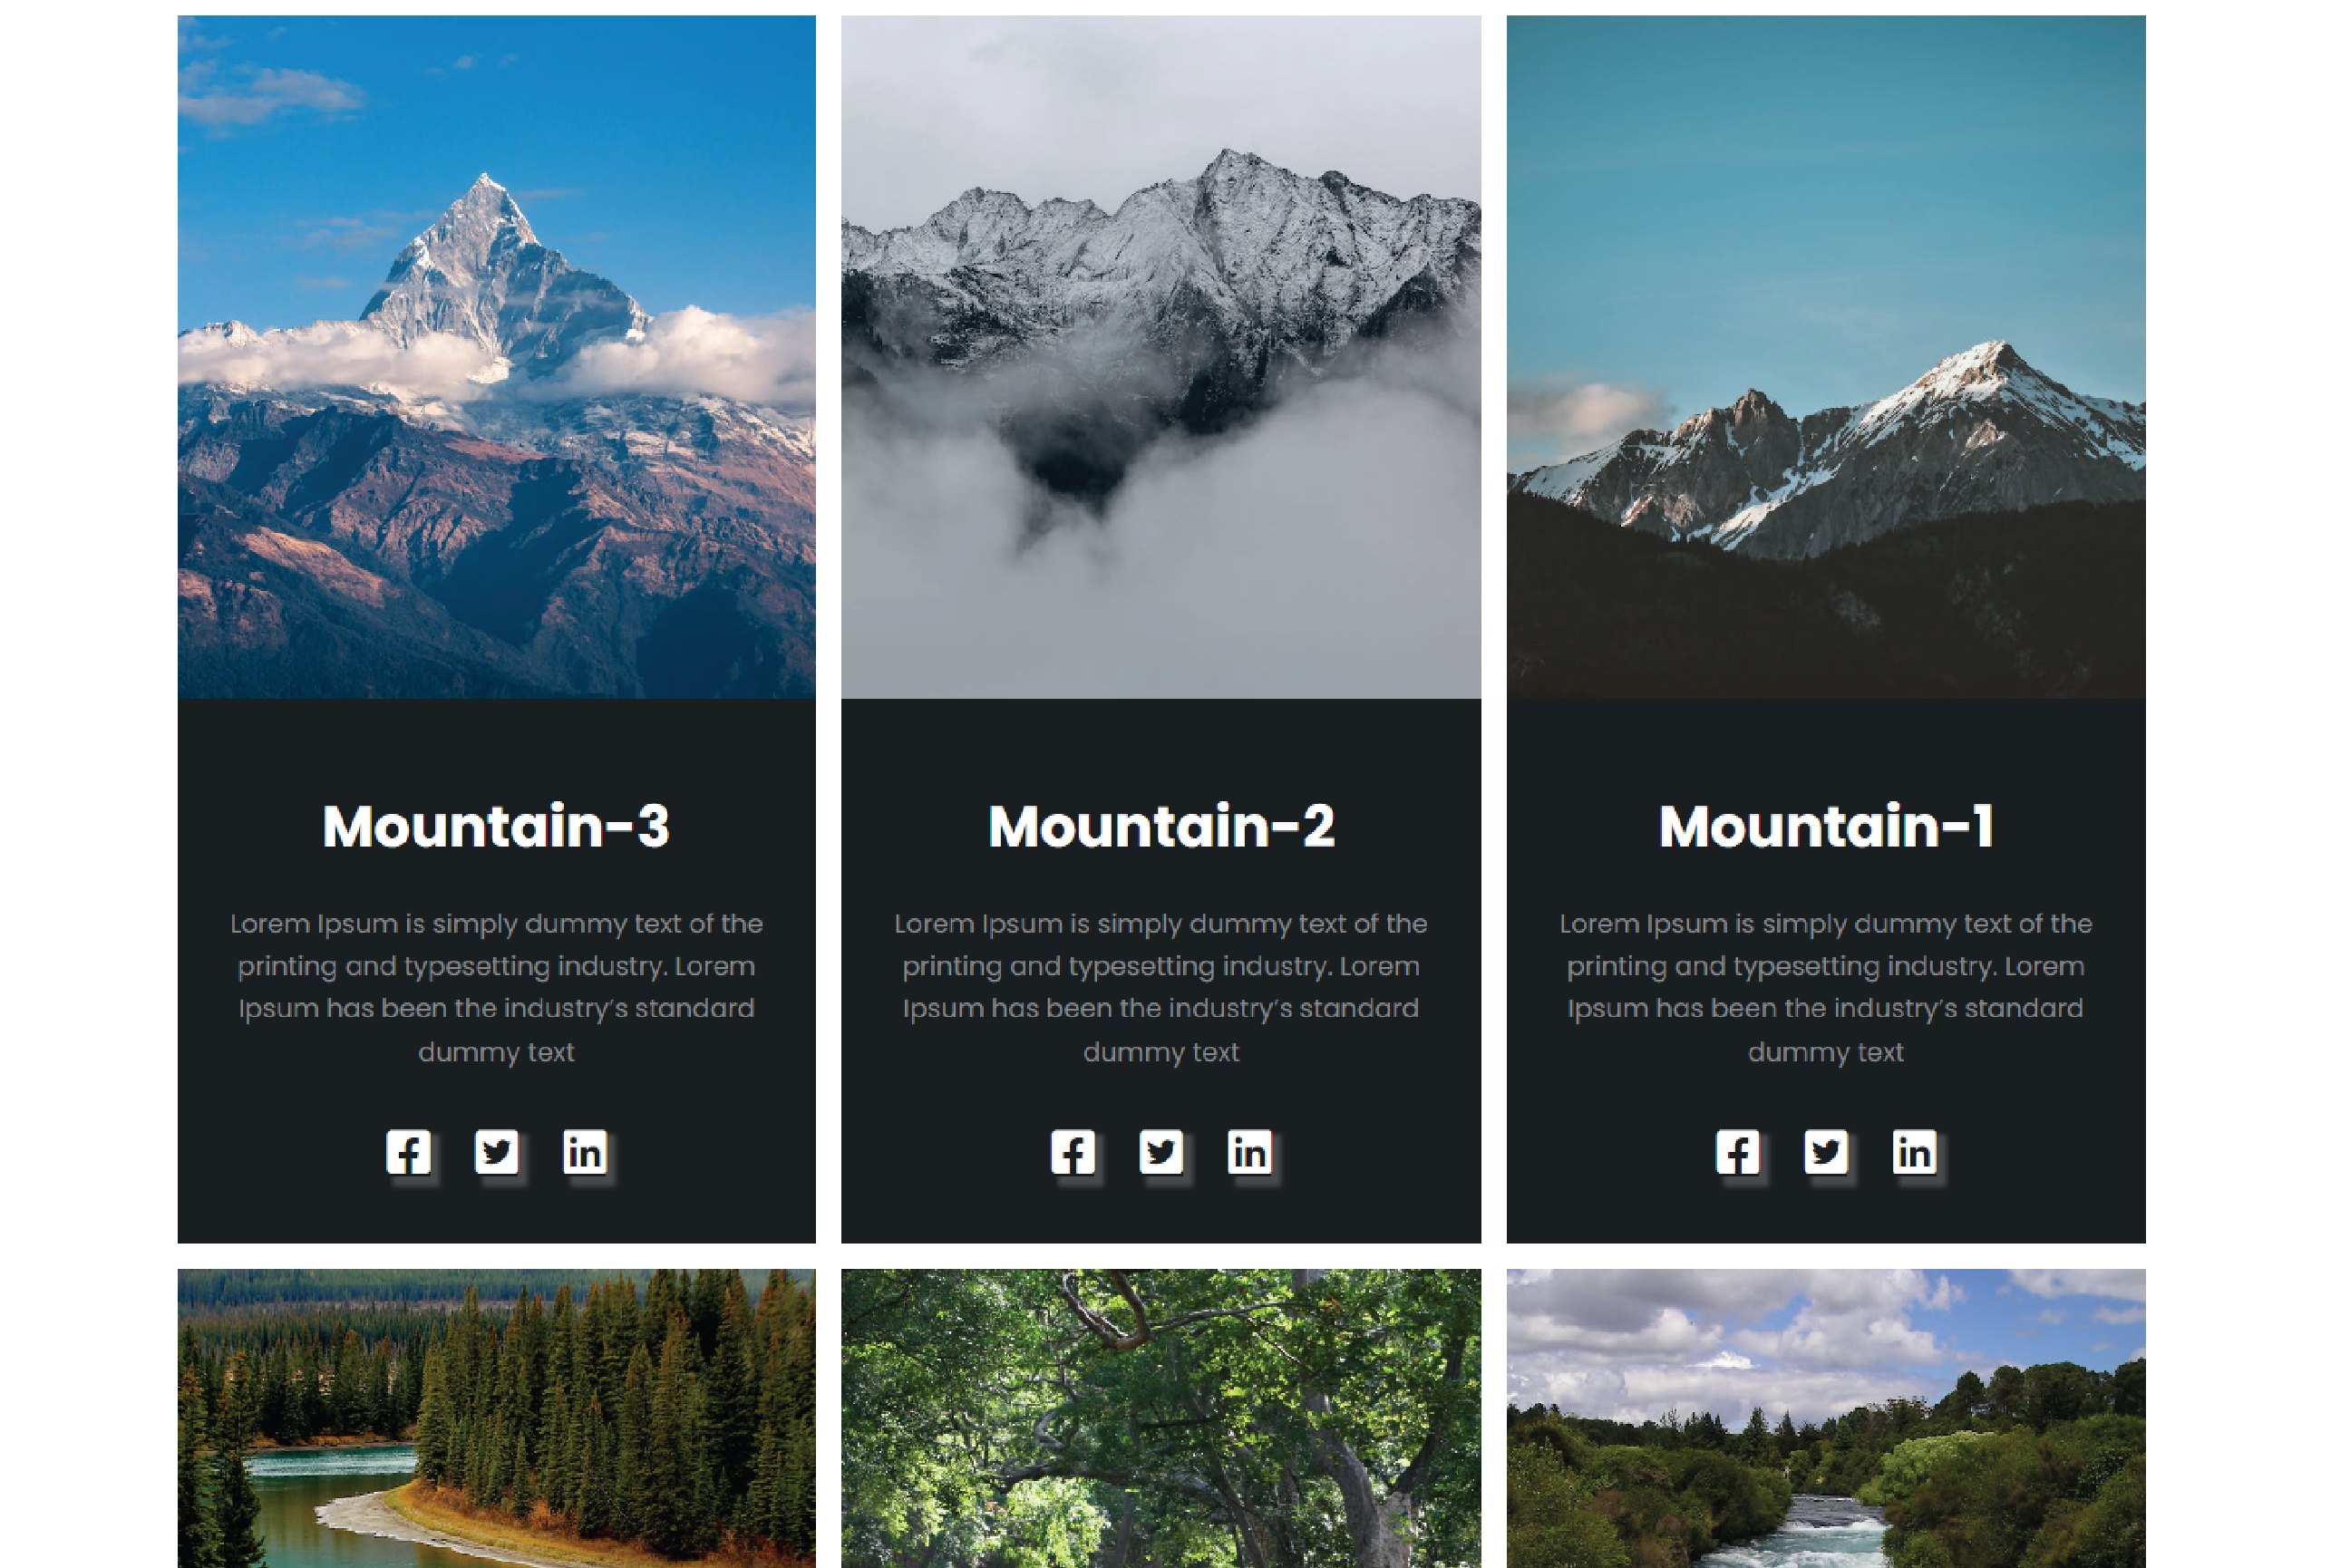 Mountain-3
Lorem Ipsum is simply dummy text of the
printing and typesetting industry. Lorem
Ipsum has been the industry’s standard
dummy text
Mountain-2
Lorem Ipsum is simply dummy text of the
printing and typesetting industry. Lorem
Ipsum has been the industry’s standard
dummy text
Mountain-1
Lorem Ipsum is simply dummy text of the
printing and typesetting industry. Lorem
Ipsum has been the industry’s standard
dummy text